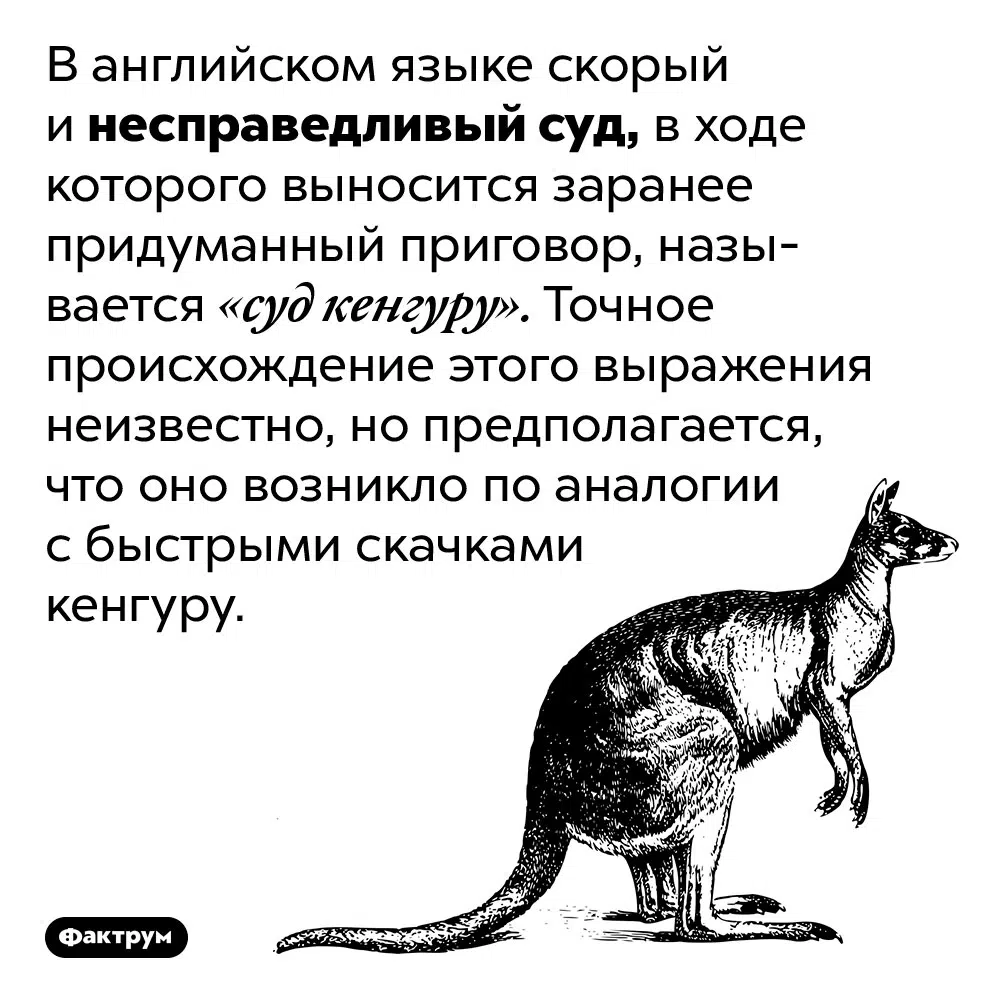 В английском языке скорый
и несправедливый суд, в ходе
которого выносится заранее
придуманный приговор, назы-
вается «суд кенгуру». Точное
происхождение этого выражения
неизвестно, но предполагается,
что оно возникло по аналогии
с быстрыми скачками
кенгуру.
Фактрум